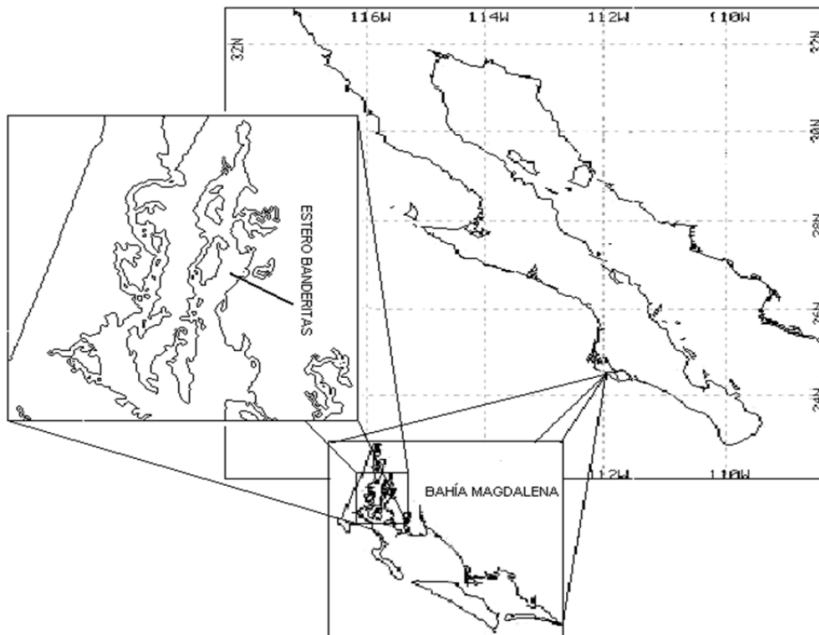 116W 114W 112W 110W
32N 32N
30N
28N
26N
24N
112W 110W
ESTERO BANDERITAS
BAHÍA MAGDALENA